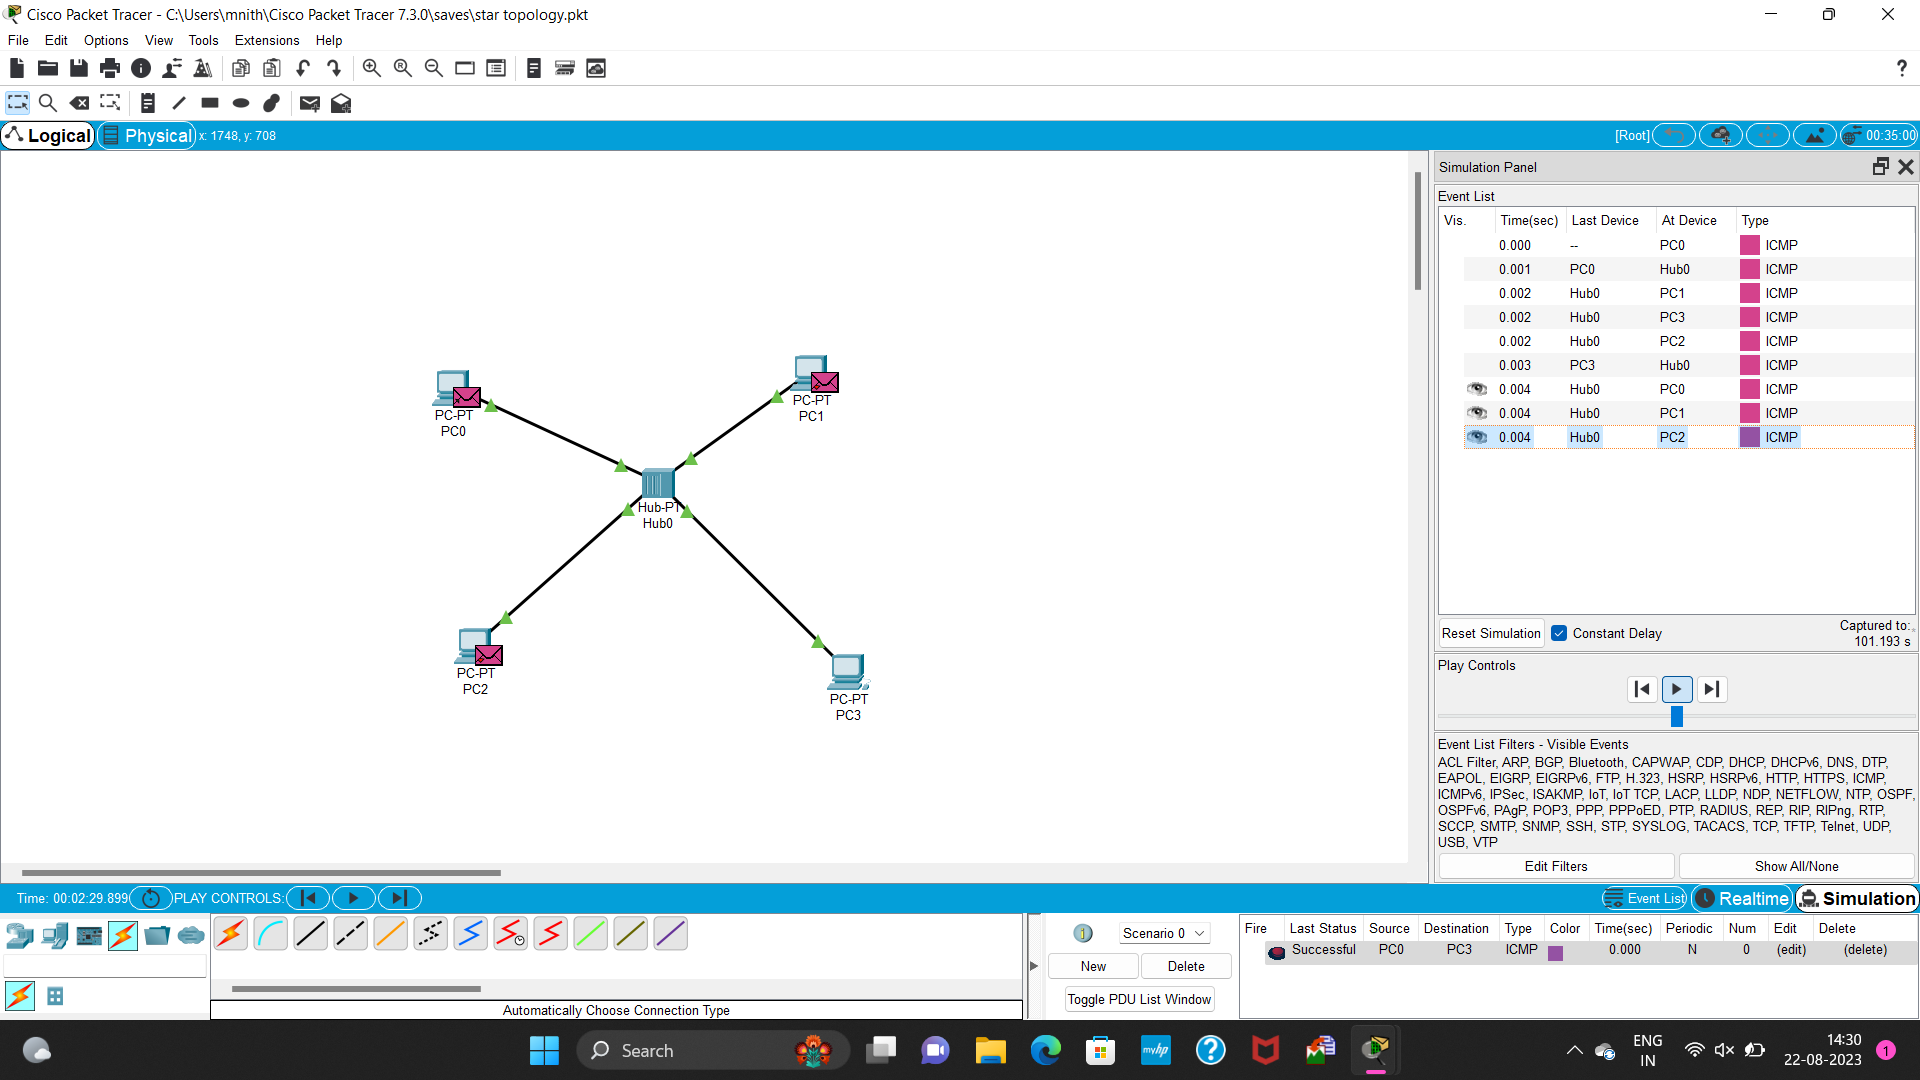 Cisco Packet Tracer - C:\Users\mnith\Cisco Packet Tracer 7.3.0\saves\star topology.pkt
File Edit Options View Tools Extensions Help
?
Logical Physical x: 1748, y: 708 [Root] 00:35:00
Simulation Panel
Event List
Vis. Time(sec) Last Device At Device Type
0.000 -- PC0 ICMP
0.001 PC0 Hub0 ICMP
0.002 Hub0 PC1 ICMP
0.002 Hub0 PC3 ICMP
0.002 Hub0 PC2 ICMP
0.003 PC3 Hub0 ICMP
0.004 Hub0 PC0 ICMP
0.004 Hub0 PC1 ICMP
0.004 Hub0 PC2 ICMP
PC-PT
PC1
PC-PT
PC0
Hub-PT
Hub0
PC-PT
PC2
PC-PT
PC3
Reset Simulation Constant Delay Captured to:
101.193 s
Play Controls
Event List Filters - Visible Events
ACL Filter, ARP, BGP, Bluetooth, CAPWAP, CDP, DHCP, DHCPv6, DNS, DTP,
EAPOL, EIGRP, EIGRPv6, FTP, H.323, HSRP, HSRPv6, HTTP, HTTPS, ICMP,
ICMPv6, IPSec, ISAKMP, IoT, IoT TCP, LACP, LLDP, NDP, NETFLOW, NTP, OSPF,
OSPFv6, PAgP, POP3, PPP, PPPoED, PTP, RADIUS, REP, RIP, RIPng, RTP,
SCCP, SMTP, SNMP, SSH, STP, SYSLOG, TACACS, TCP, TFTP, Telnet, UDP,
USB, VTP
Edit Filters Show All/None
Time: 00:02:29.899 PLAY CONTROLS: Event List Realtime Simulation
Scenario 0
New Delete
Toggle PDU List Window
Fire Last Status Source Destination Type Color Time(sec) Periodic Num Edit Delete
Successful PC0 PC3 ICMP 0.000 N 0 (edit) (delete)
Automatically Choose Connection Type
Search
myhp
ENG
IN
14:30
22-08-2023
1